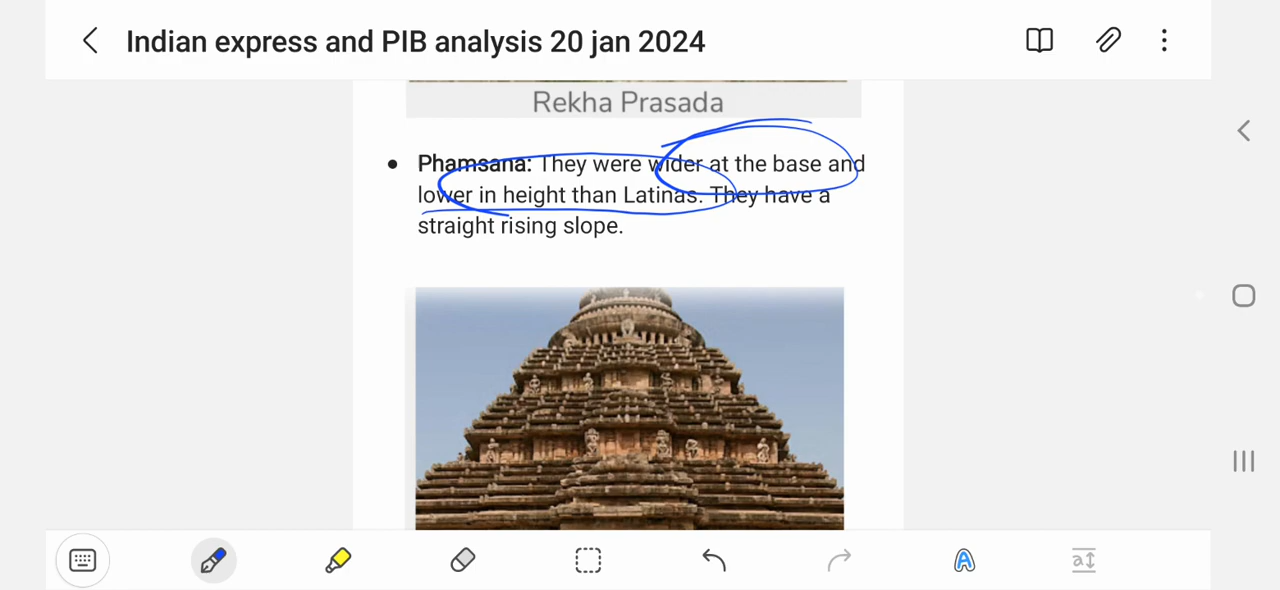 Indian express and PIB analysis 20 jan 2024
Rekha Prasada
• Phamsana: They were wider at the base and
lower in height than Latinas. They have a
straight rising slope.